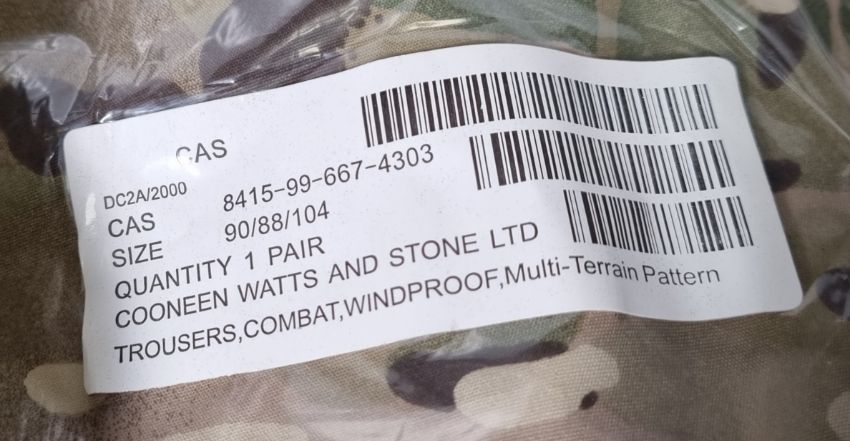 CAS
DC2A/2000
CAS 8415-99-667-4303
SIZE 90/88/104
QUANTITY 1 PAIR
COONEEN WATTS AND STONE LTD
TROUSERS,COMBAT,WINDPROOF,Multi-Terrain Pattern